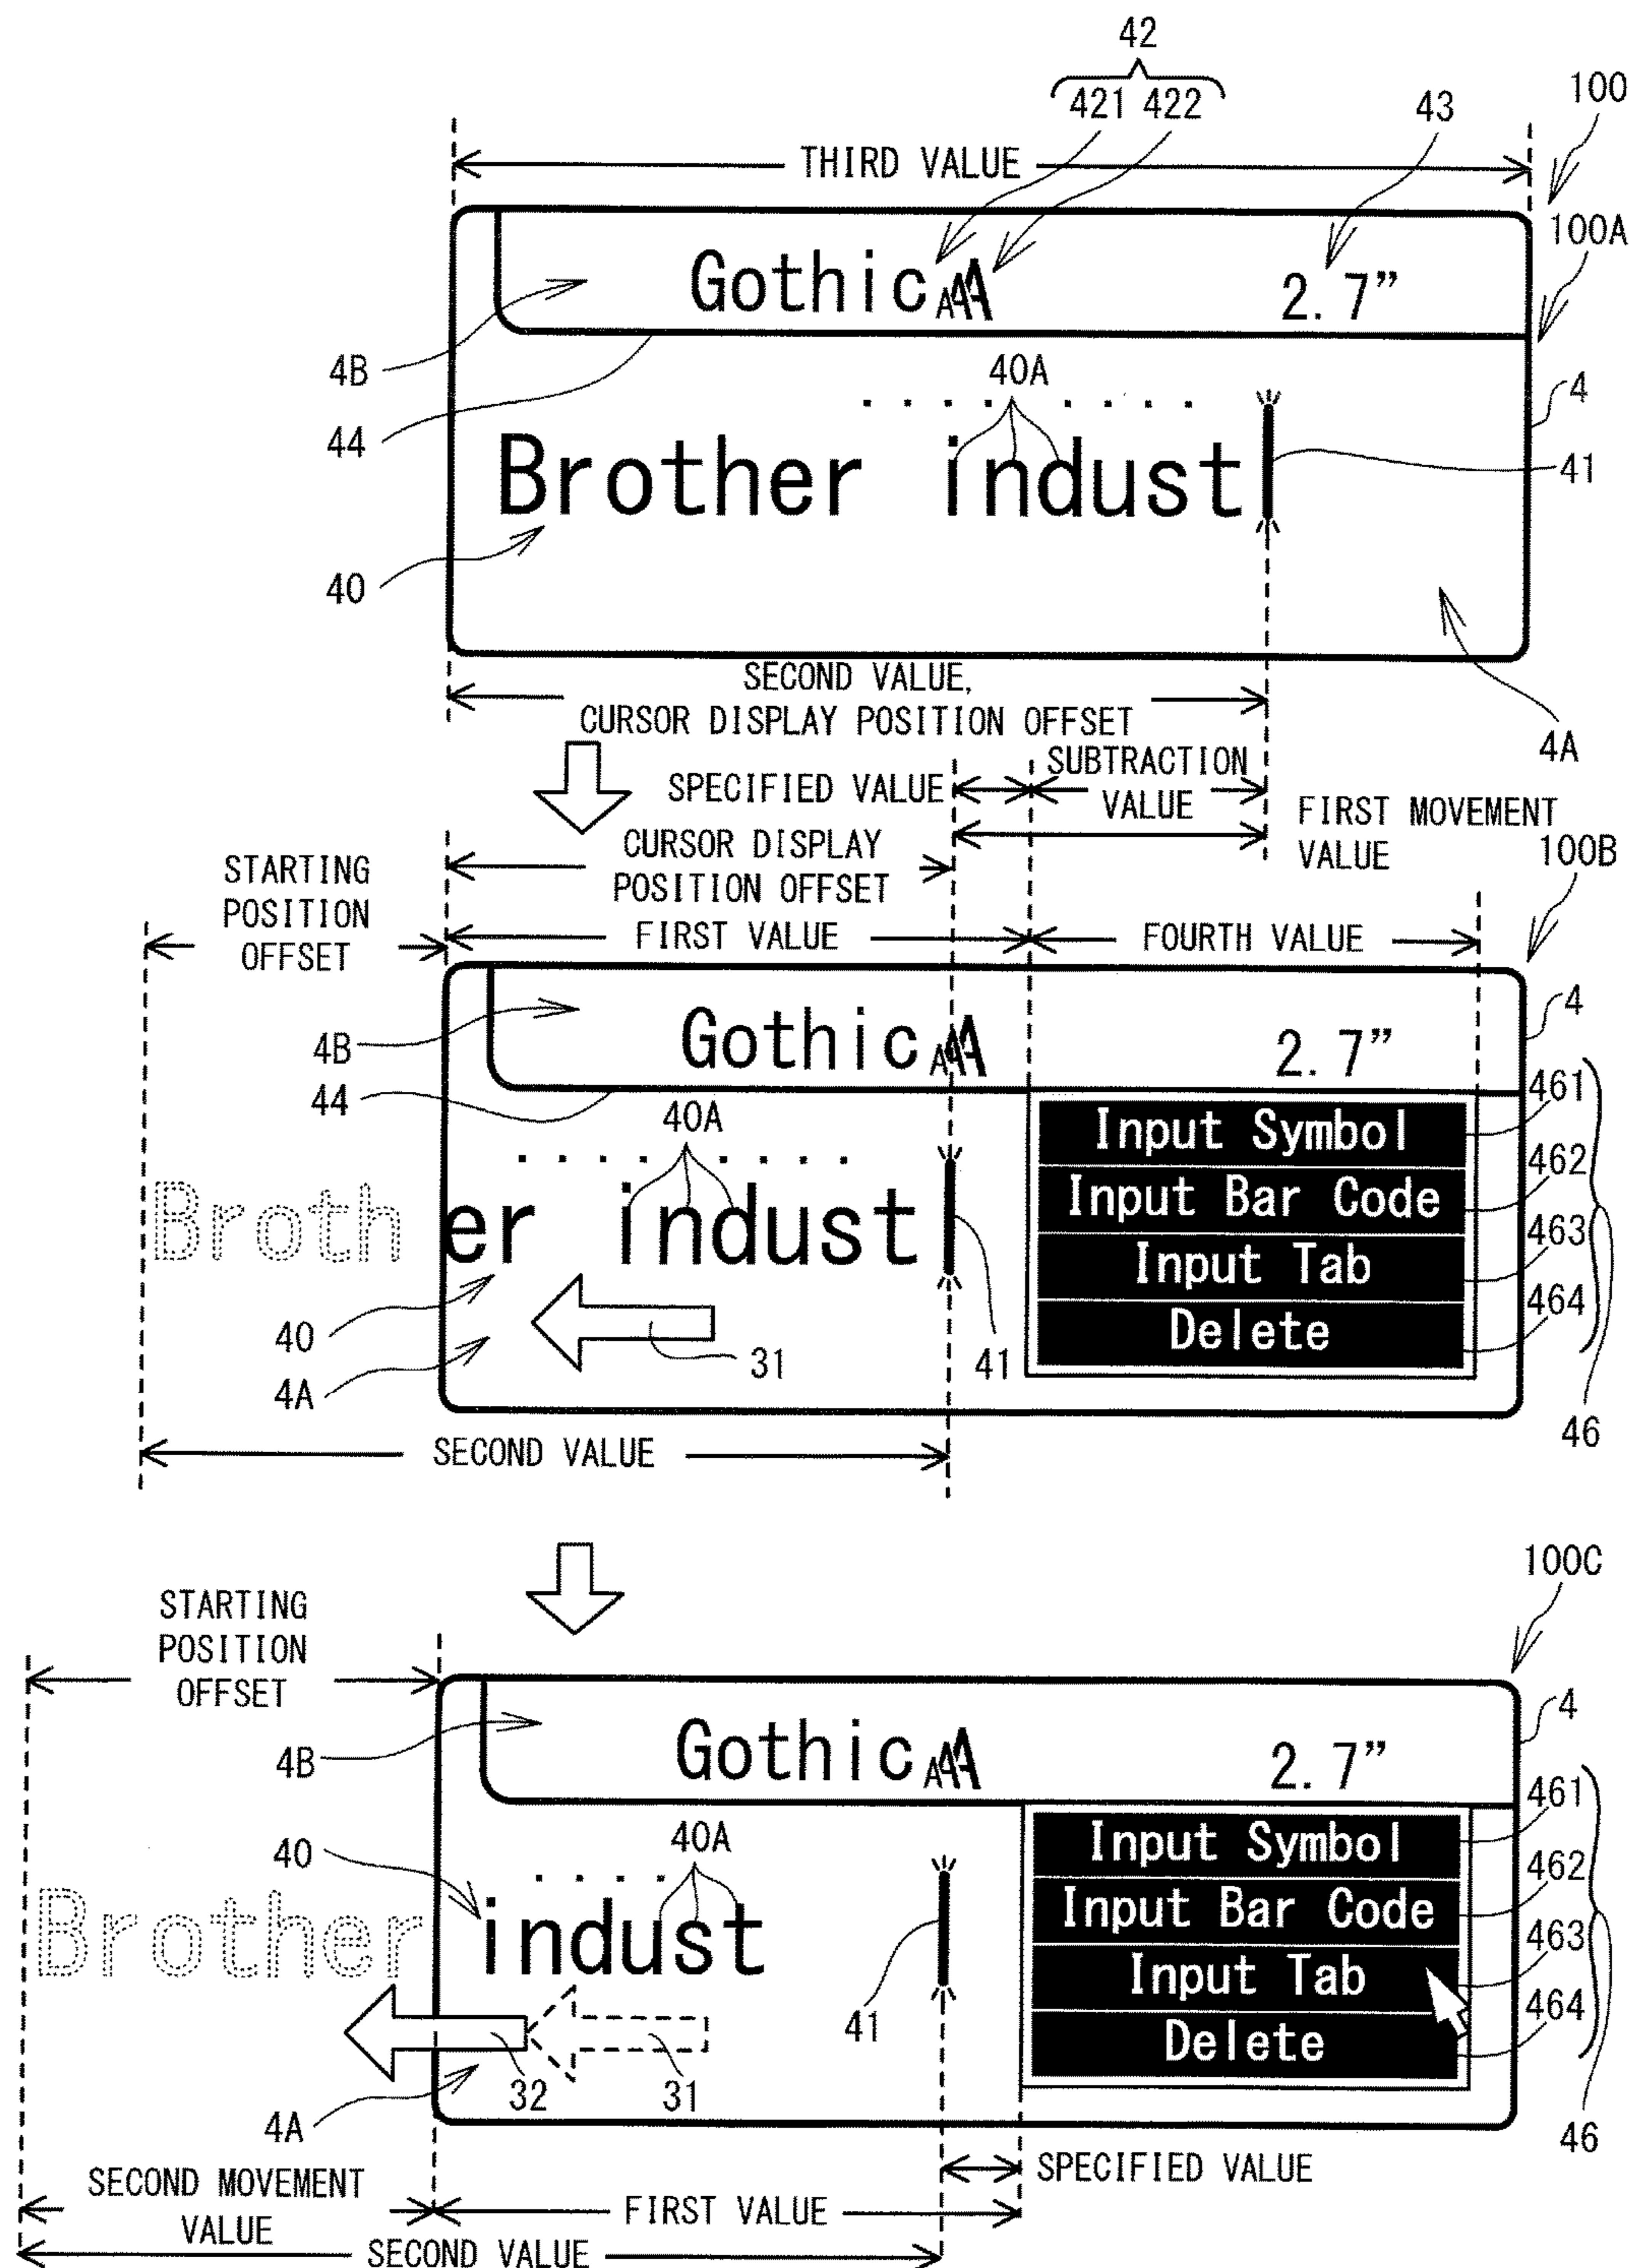 42
421 422
43
100
THIRD VALUE
100A
Gothic AAA
2.7”
4B
40A
4
44
Brother indust
41
40
SECOND VALUE,
CURSOR DISPLAY POSITION OFFSET
4A
SPECIFIED VALUE
SUBTRACTION
VALUE
FIRST MOVEMENT
VALUE
CURSOR DISPLAY
POSITION OFFSET
100B
STARTING
POSITION
OFFSET
FIRST VALUE
FOURTH VALUE
4
4B
Gothic AAA
2.7”
461
44
40A
Input Symbol
462
Brother indust
Input Bar Code
463
Input Tab
464
40
Delete
31
41
4A
46
SECOND VALUE
100C
STARTING
POSITION
OFFSET
4
4B
Gothic AAA
2.7”
461
40
40A
Input Symbol
462
Brother indust
Input Bar Code
463
Input Tab
41
464
Delete
32
31
4A
46
SPECIFIED VALUE
SECOND MOVEMENT
VALUE
FIRST VALUE
SECOND VALUE